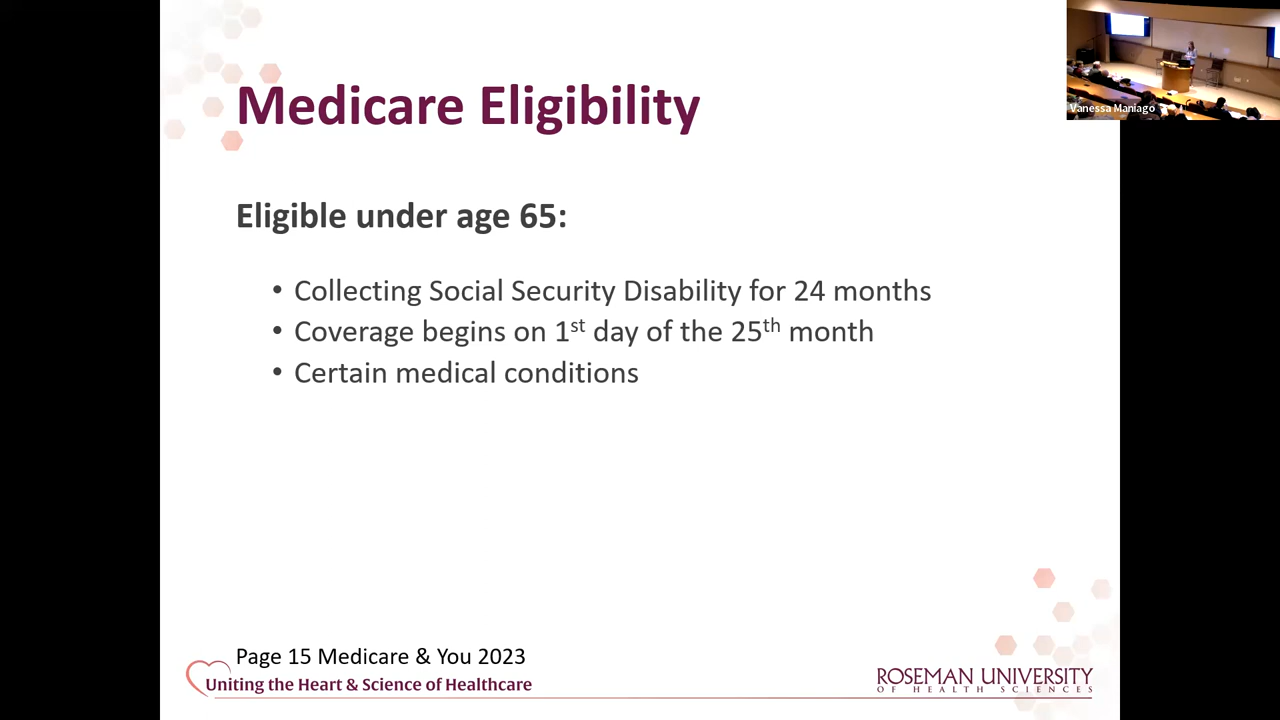 Medicare Eligibility
Vanessa Maniago
Eligible under age 65:
• Collecting Social Security Disability for 24 months
• Coverage begins on 1st day of the 25th month
• Certain medical conditions
Page 15 Medicare & You 2023
Uniting the Heart & Science of Healthcare
ROSEMAN UNIVERSITY
OF HEALTH SCIENCES